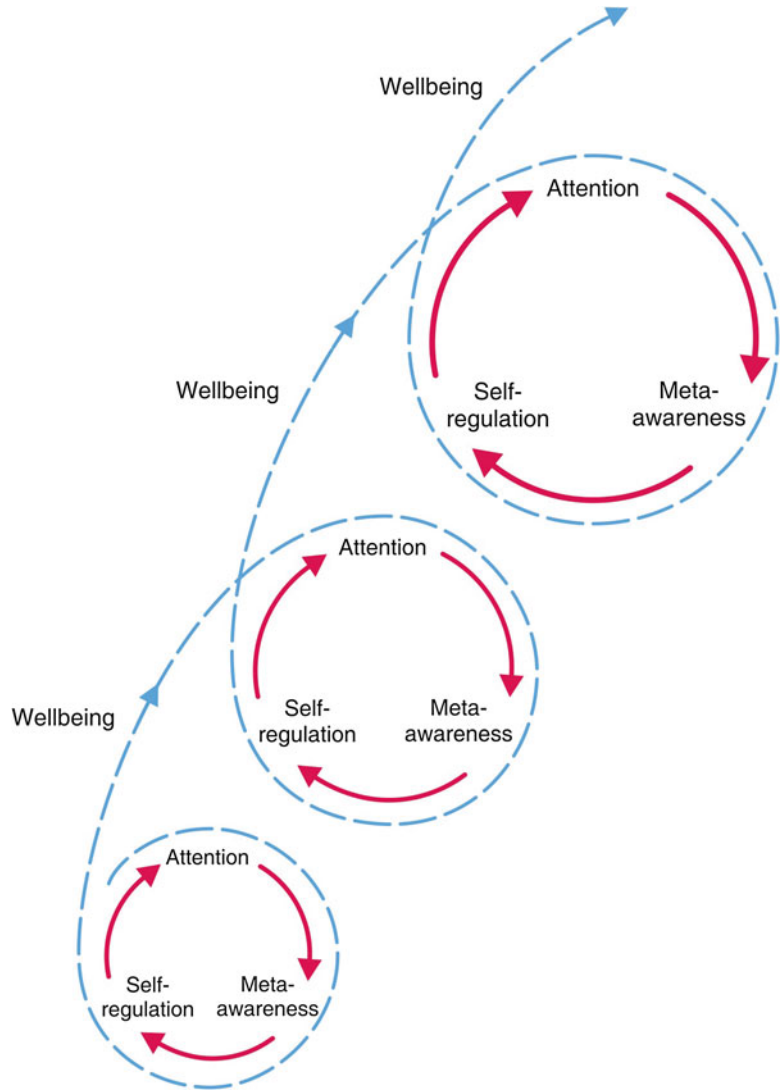 Wellbeing
Attention
Self-
regulation
Meta-
awareness
Wellbeing
Attention
Self-
regulation
Meta-
awareness
Wellbeing
Attention
Self-
regulation
Meta-
awareness